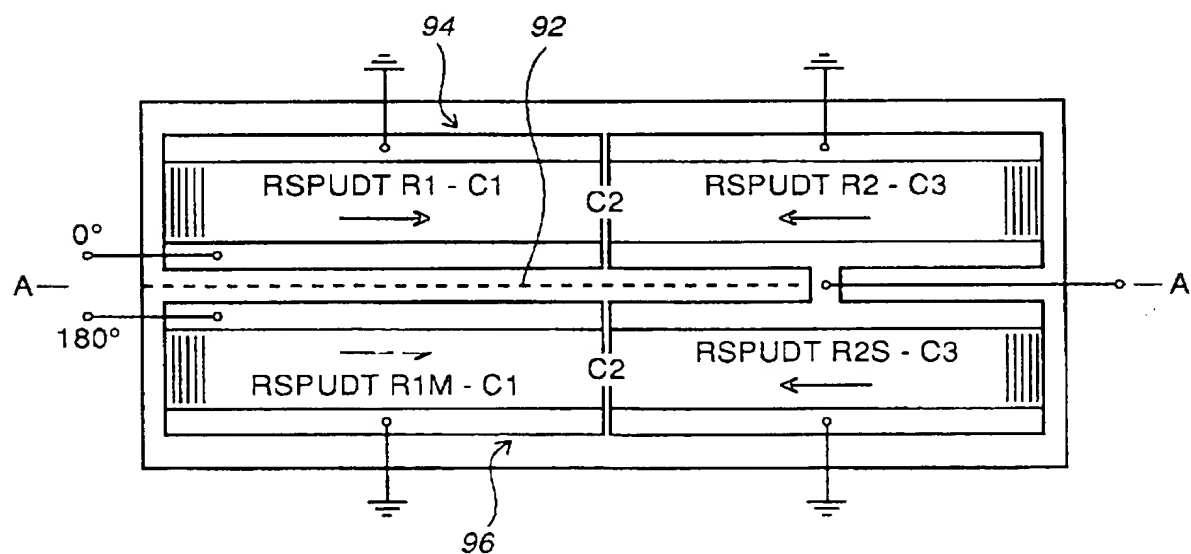 94
92
RSPUDT R1 - C1
C2
RSPUDT R2 - C3
0°
A
A
180°
RSPUDT R1M - C1
C2
RSPUDT R2S - C3
96